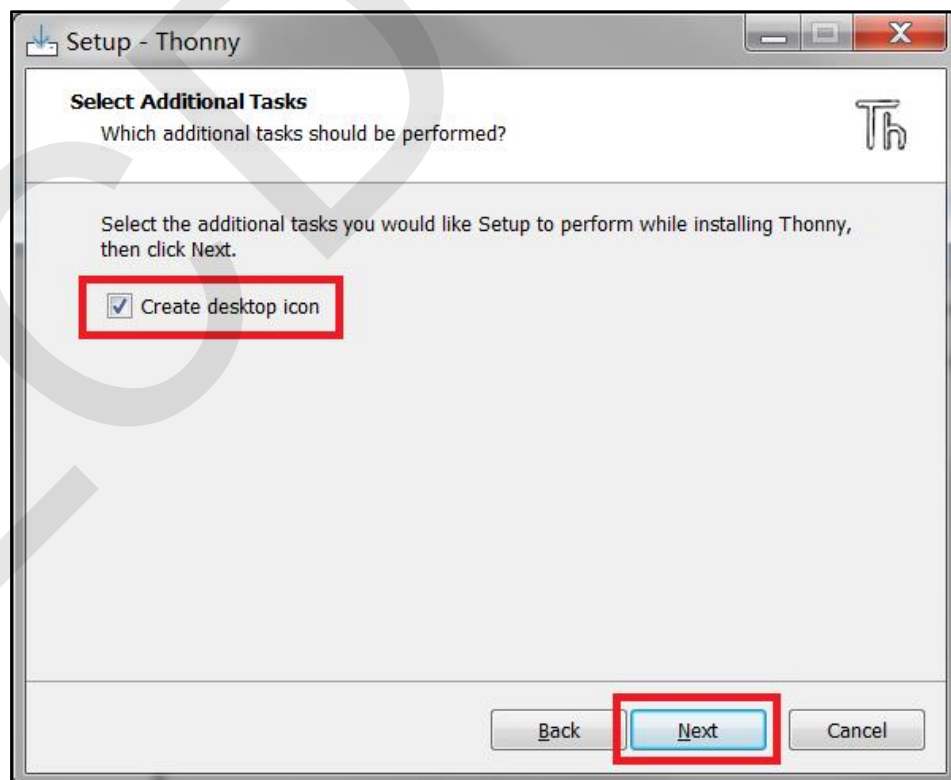 Setup - Thonny
Select Additional Tasks
Which additional tasks should be performed?
Th
Select the additional tasks you would like Setup to perform while installing Thonny,
then click Next.
Create desktop icon
Back
Next
Cancel